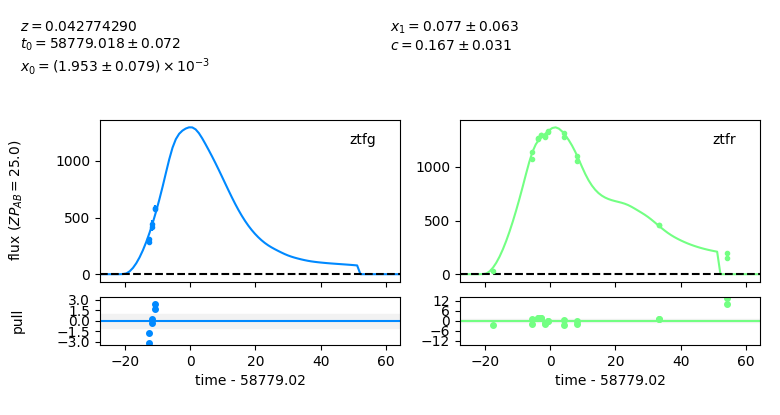 z = 0.042774290
t₀ = 58779.018 ± 0.072
x₀ = (1.953 ± 0.079) × 10⁻³
x₁ = 0.077 ± 0.063
c = 0.167 ± 0.031
flux (ZP_AB = 25.0)
1000
500
0
ztfg
1000
500
0
ztfr
pull
3.0
1.5
0.0
−1.5
−3.0
12
6
0
−6
−12
−20 0 20 40 60
−20 0 20 40 60
time - 58779.02
time - 58779.02